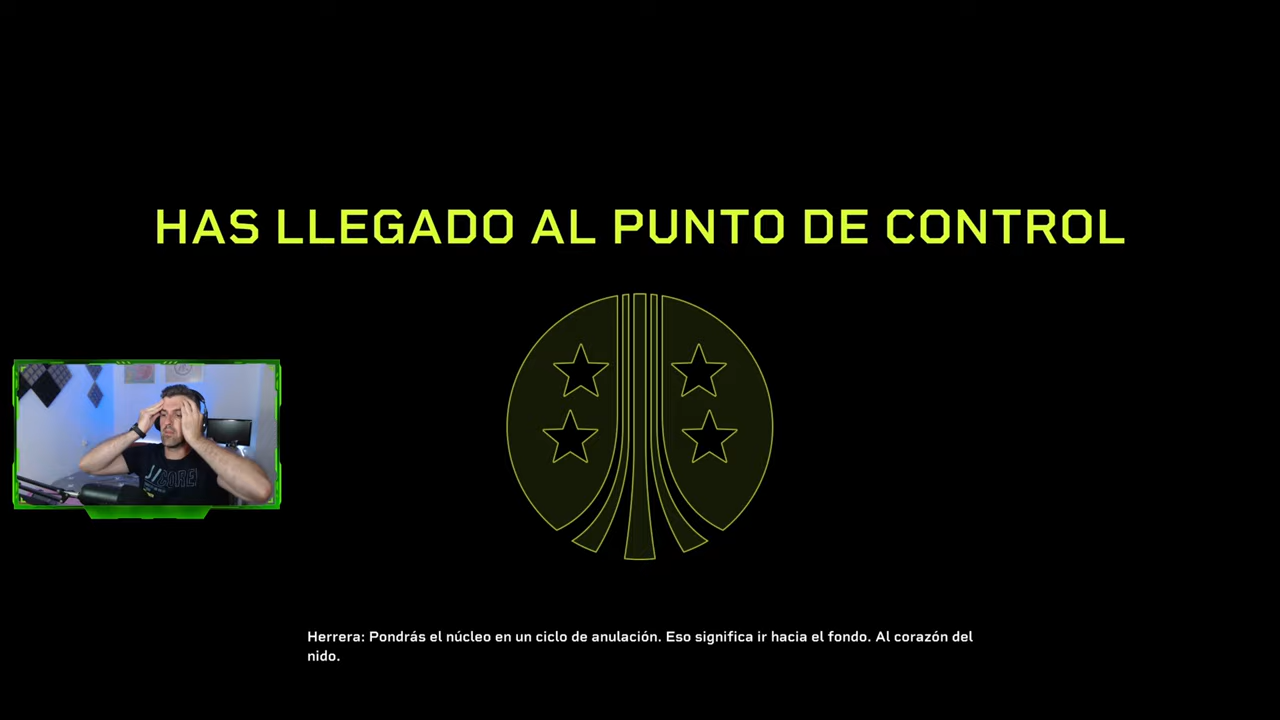 HAS LLEGADO AL PUNTO DE CONTROL
Herrera: Pondrás el núcleo en un ciclo de anulación. Eso significa ir hacia el fondo. Al corazón del
nido.